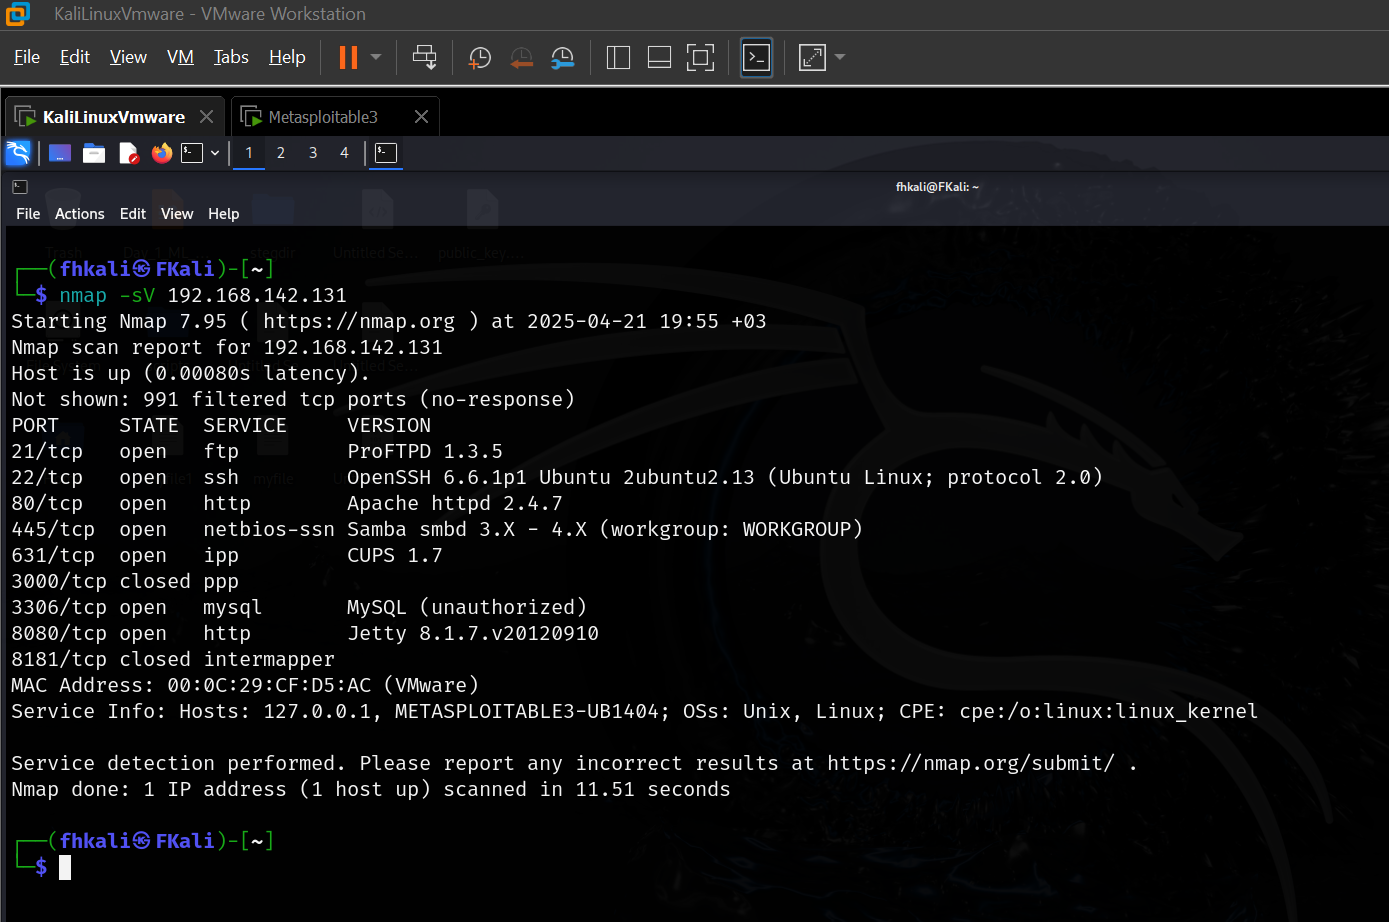 KaliLinuxVmware - VMware Workstation
File Edit View VM Tabs Help
KaliLinuxVmware Metasploitable3
1 2 3 4
fhkali@FKali: ~
File Actions Edit View Help
Untitled Se... public_key....
┌──(fhkali㉿FKali)-[~]
└─$ nmap -sV 192.168.142.131
Starting Nmap 7.95 ( https://nmap.org ) at 2025-04-21 19:55 +03
Nmap scan report for 192.168.142.131
Host is up (0.00080s latency).
Not shown: 991 filtered tcp ports (no-response)
PORT     STATE  SERVICE     VERSION
21/tcp   open   ftp         ProFTPD 1.3.5
22/tcp   open   ssh         OpenSSH 6.6.1p1 Ubuntu 2ubuntu2.13 (Ubuntu Linux; protocol 2.0)
80/tcp   open   http        Apache httpd 2.4.7
445/tcp  open   netbios-ssn Samba smbd 3.X - 4.X (workgroup: WORKGROUP)
631/tcp  open   ipp         CUPS 1.7
3000/tcp closed ppp
3306/tcp open   mysql       MySQL (unauthorized)
8080/tcp open   http        Jetty 8.1.7.v20120910
8181/tcp closed intermapper
MAC Address: 00:0C:29:CF:D5:AC (VMware)
Service Info: Hosts: 127.0.0.1, METASPLOITABLE3-UB1404; OSs: Unix, Linux; CPE: cpe:/o:linux:linux_kernel
Service detection performed. Please report any incorrect results at https://nmap.org/submit/ .
Nmap done: 1 IP address (1 host up) scanned in 11.51 seconds
┌──(fhkali㉿FKali)-[~]
└─$